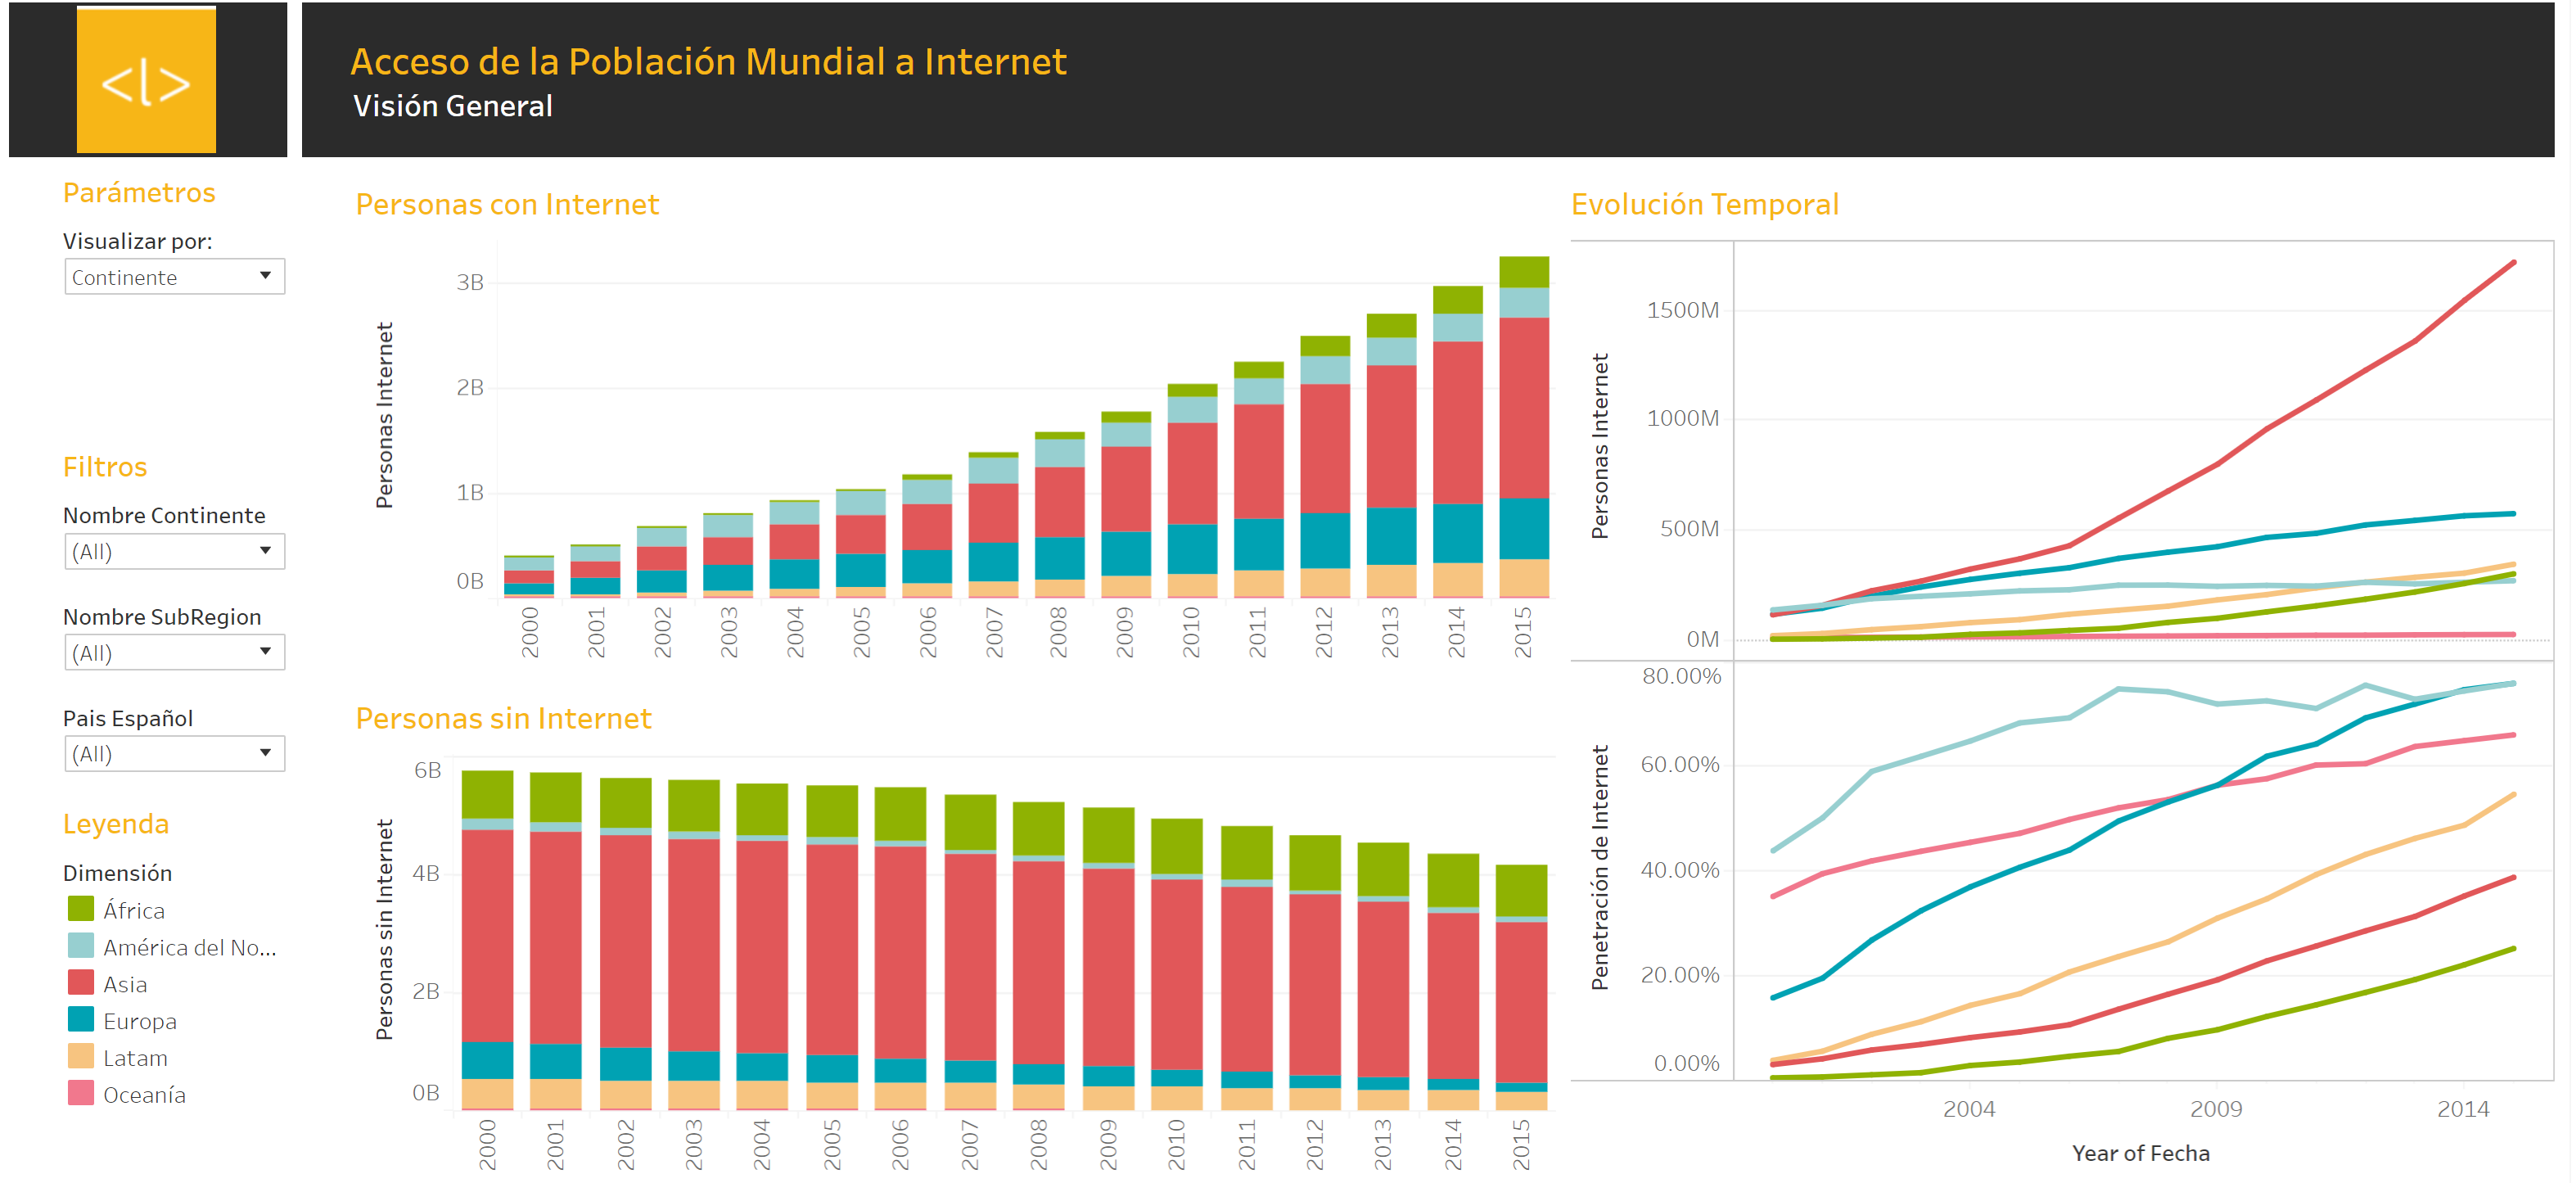 <l>
Acceso de la Población Mundial a Internet
Visión General
Parámetros
Visualizar por:
Continente
Filtros
Nombre Continente
(All)
Nombre SubRegion
(All)
Pais Español
(All)
Leyenda
Dimensión
África
América del No...
Asia
Europa
Latam
Oceanía
Personas con Internet
Personas Internet
3B
2B
1B
0B
2000 2001 2002 2003 2004 2005 2006 2007 2008 2009 2010 2011 2012 2013 2014 2015
Personas sin Internet
Personas sin Internet
6B
4B
2B
0B
2000 2001 2002 2003 2004 2005 2006 2007 2008 2009 2010 2011 2012 2013 2014 2015
Evolución Temporal
Personas Internet
1500M
1000M
500M
0M
Penetración de Internet
80.00%
60.00%
40.00%
20.00%
0.00%
2004 2009 2014
Year of Fecha